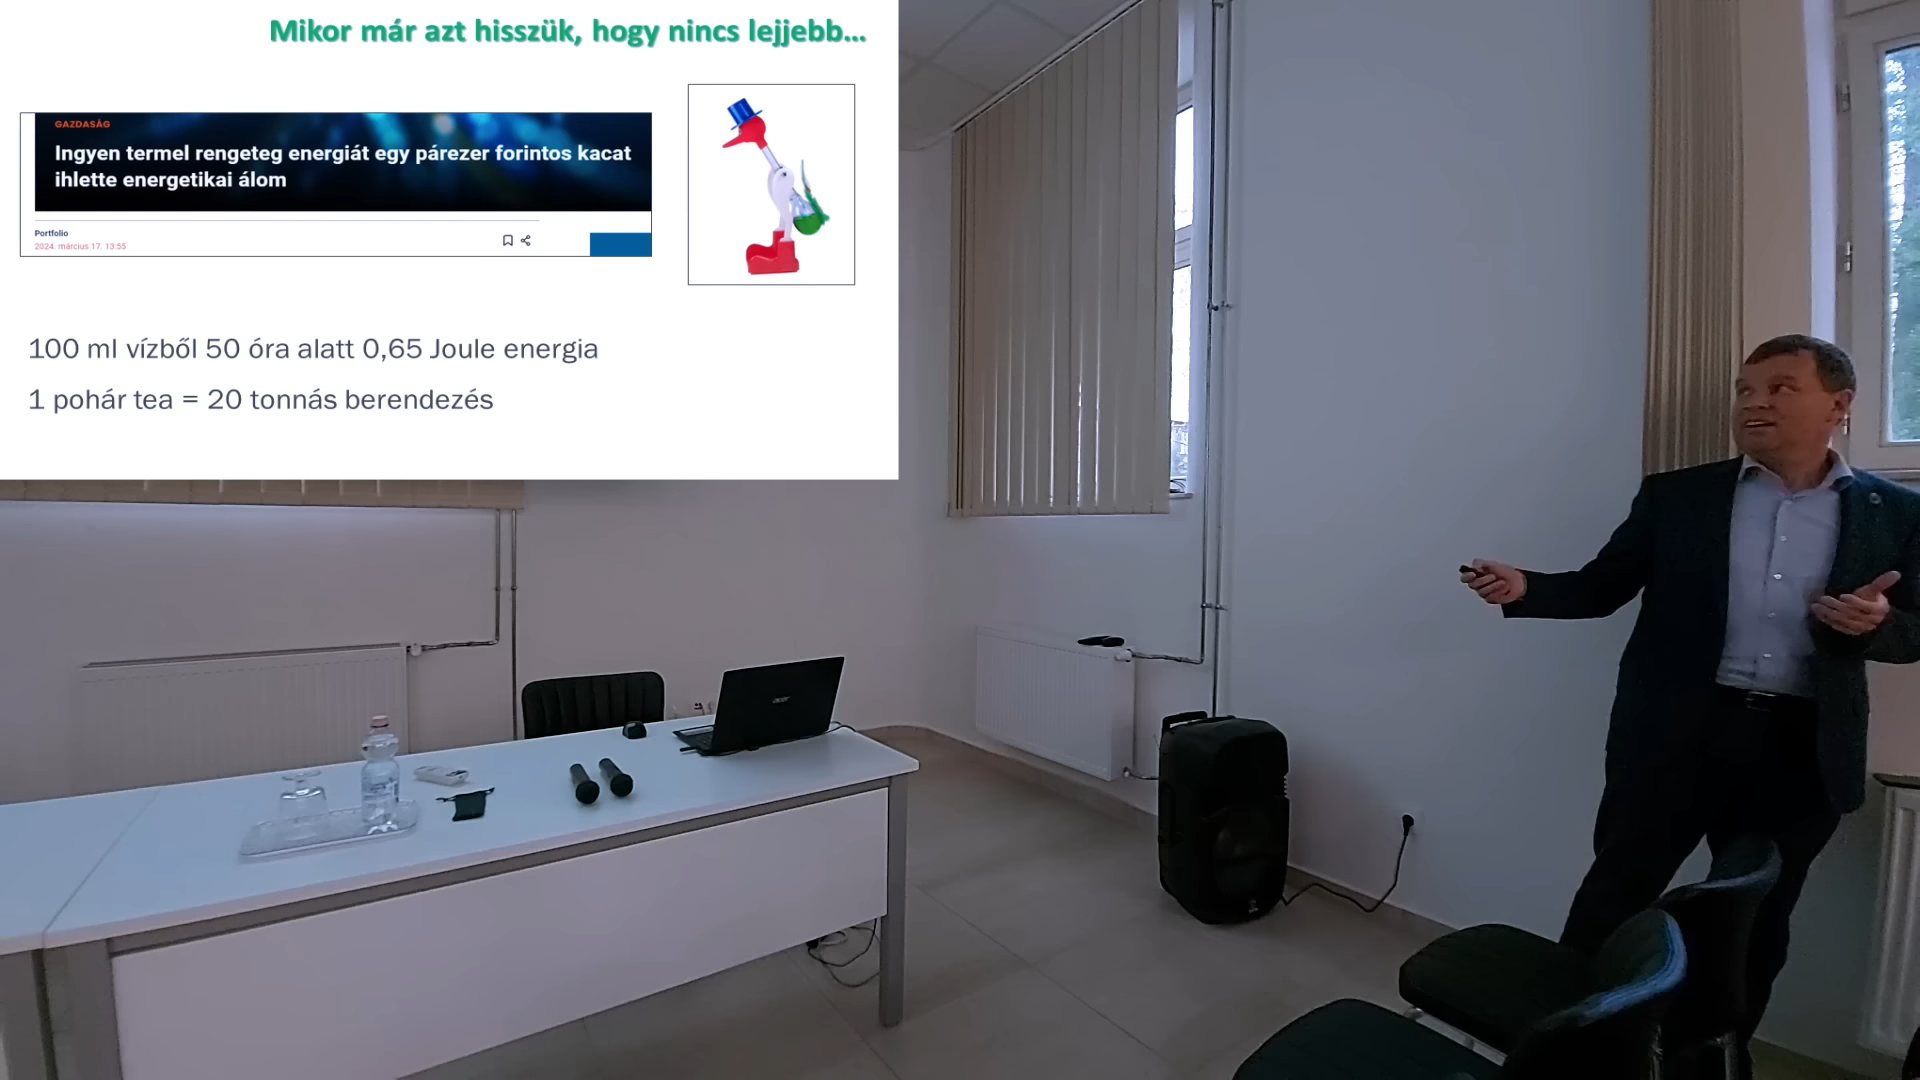 Mikor már azt hisszük, hogy nincs lejjebb...
GAZDASÁG
Ingyen termel rengeteg energiát egy párezer forintos kacat
ihlette energetikai álom
Portfolio
2024. március 17. 13:55
100 ml vízből 50 óra alatt 0,65 Joule energia
1 pohár tea = 20 tonnás berendezés
acer